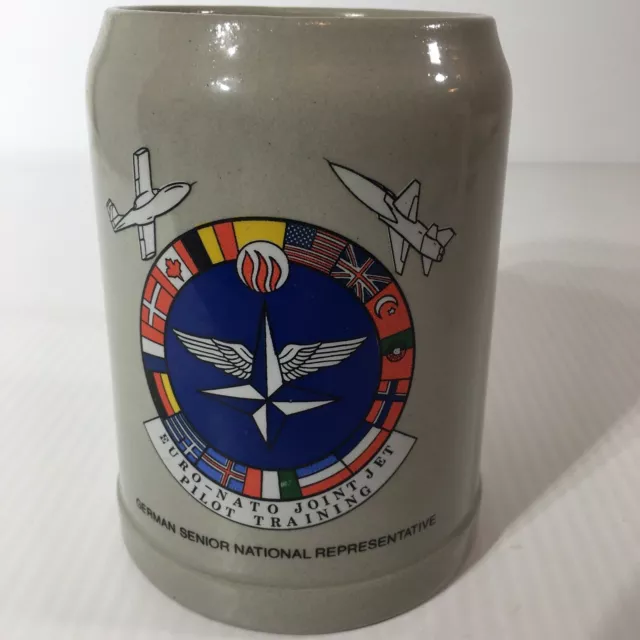 EURO-NATO JOINT JET
PILOT TRAINING
GERMAN SENIOR NATIONAL REPRESENTATIVE